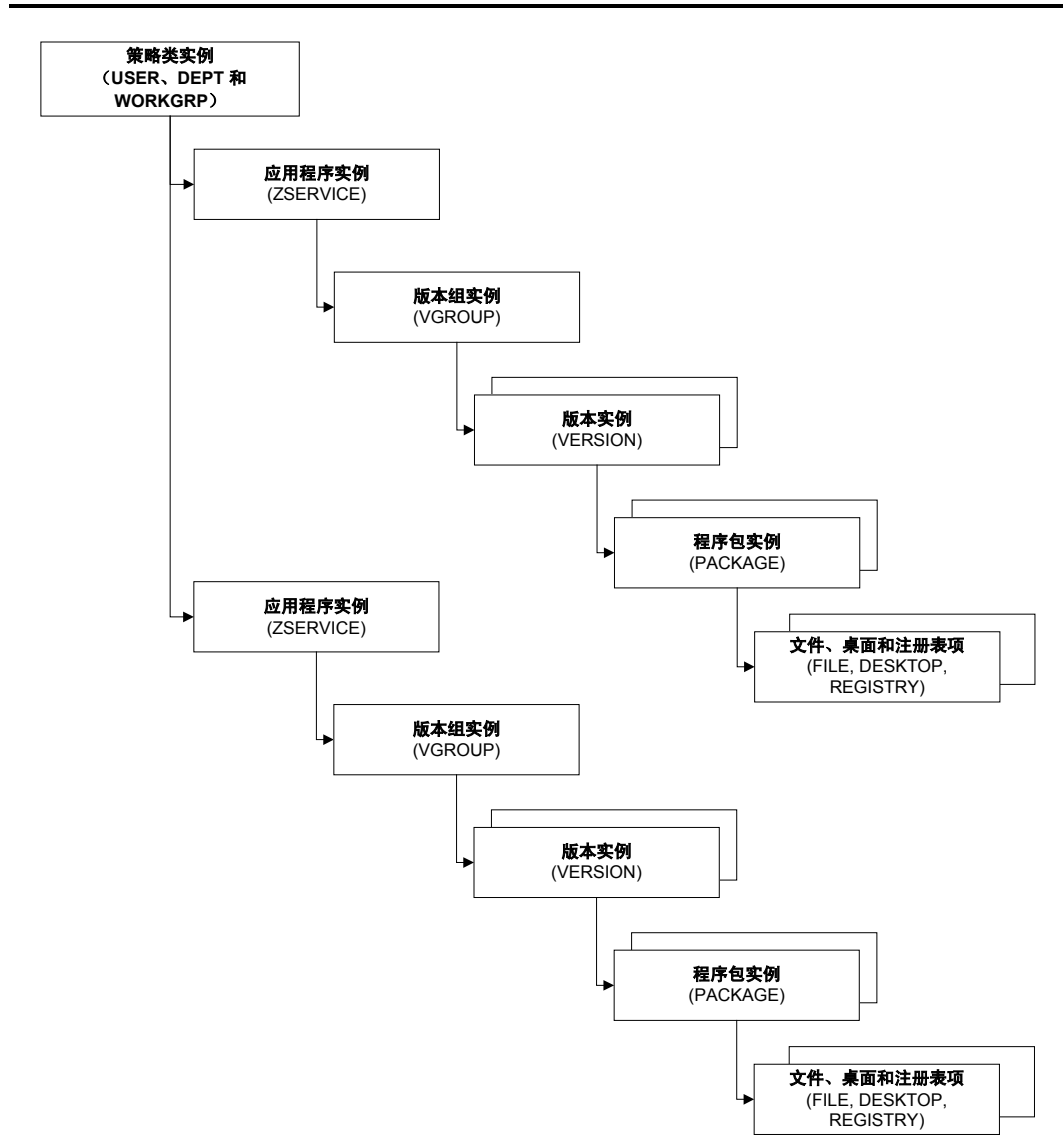 策略类实例
（USER、DEPT 和
WORKGRP）
应用程序实例
(ZSERVICE)
版本组实例
(VGROUP)
版本实例
(VERSION)
程序包实例
(PACKAGE)
文件、桌面和注册表项
(FILE, DESKTOP,
REGISTRY)
应用程序实例
(ZSERVICE)
版本组实例
(VGROUP)
版本实例
(VERSION)
程序包实例
(PACKAGE)
文件、桌面和注册表项
(FILE, DESKTOP,
REGISTRY)